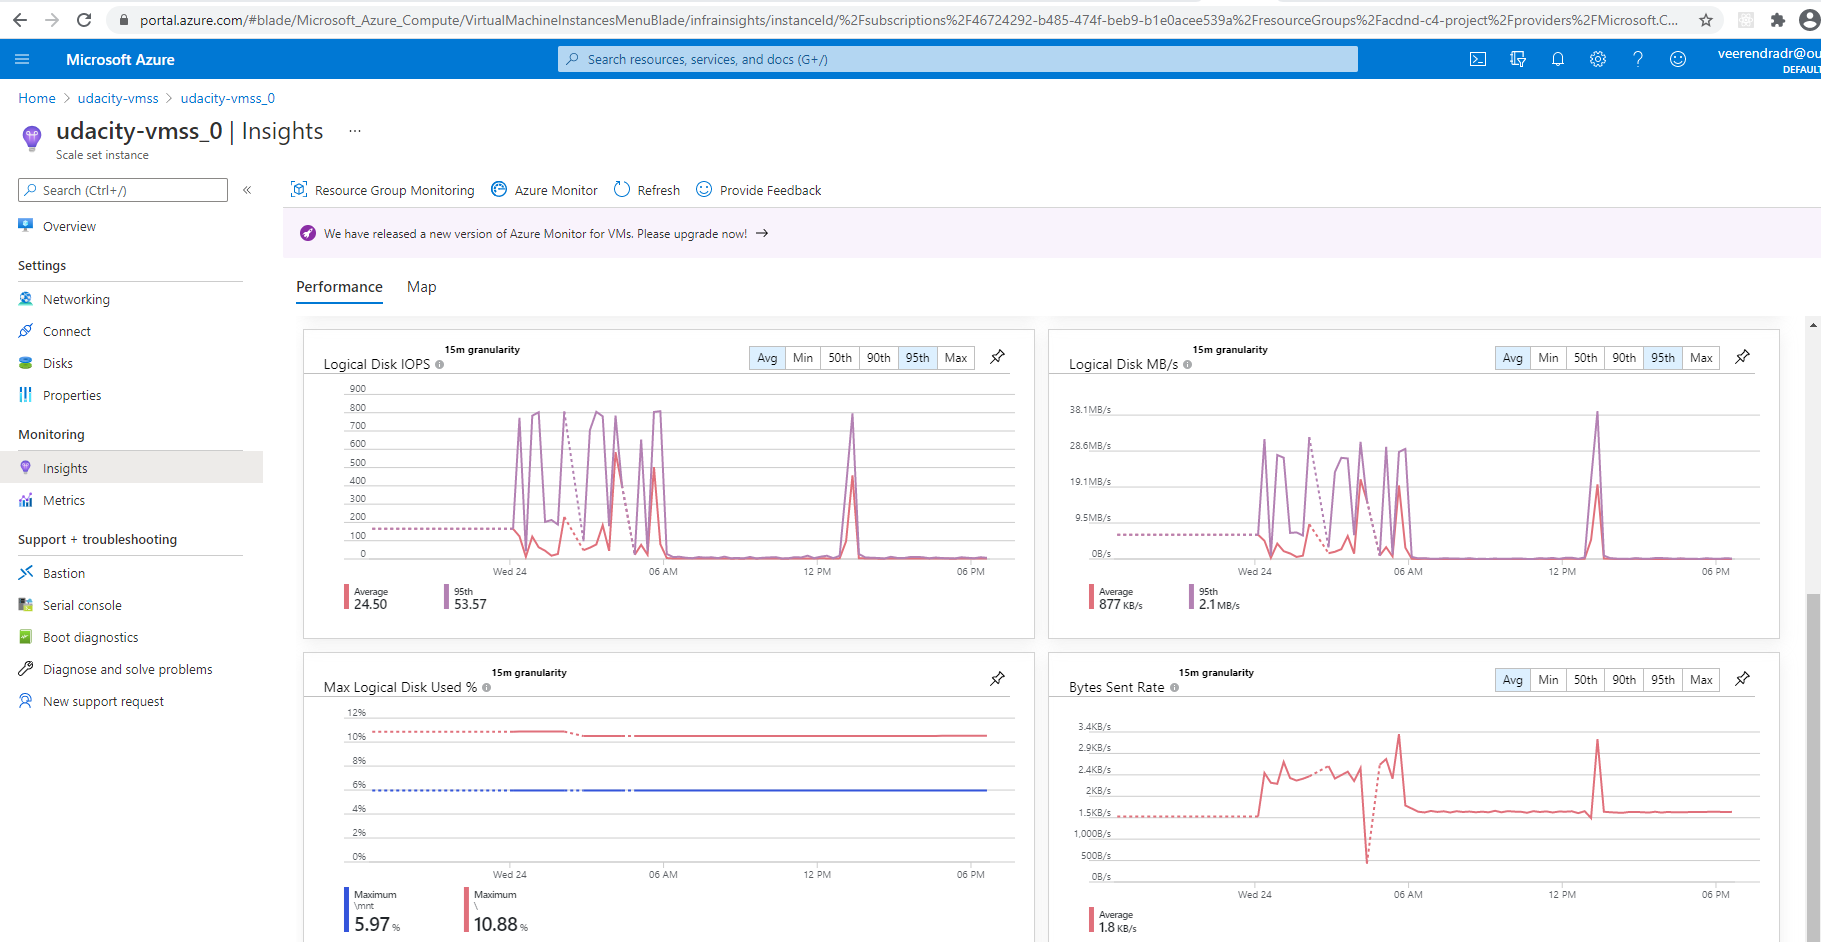 portal.azure.com/#blade/Microsoft_Azure_Compute/VirtualMachineInstancesMenuBlade/infrainsights/instanceId/%2Fsubscriptions%2F46724292-b485-474f-beb9-b1e0acee539a%2FresourceGroups%2Facdnd-c4-project%2Fproviders%2FMicrosoft.C...
Microsoft Azure
Search resources, services, and docs (G+/)
veerendradr@ou
DEFAULT
Home > udacity-vmss > udacity-vmss_0
udacity-vmss_0 | Insights ...
Scale set instance
Search (Ctrl+/)
«
Overview
Settings
Networking
Connect
Disks
Properties
Monitoring
Insights
Metrics
Support + troubleshooting
Bastion
Serial console
Boot diagnostics
Diagnose and solve problems
New support request
Resource Group Monitoring Azure Monitor Refresh Provide Feedback
We have released a new version of Azure Monitor for VMs. Please upgrade now! →
Performance Map
Logical Disk IOPS 15m granularity
Avg Min 50th 90th 95th Max
900
800
700
600
500
400
300
200
100
0
Wed 24 06 AM 12 PM 06 PM
Average 95th
24.50 53.57
Logical Disk MB/s 15m granularity
Avg Min 50th 90th 95th Max
38.1MB/s
28.6MB/s
19.1MB/s
9.5MB/s
0B/s
Wed 24 06 AM 12 PM 06 PM
Average 95th
877 KB/s 2.1 MB/s
Max Logical Disk Used % 15m granularity
12%
10%
8%
6%
4%
2%
0%
Wed 24 06 AM 12 PM 06 PM
Maximum Maximum
\mnt \
5.97 % 10.88 %
Bytes Sent Rate 15m granularity
Avg Min 50th 90th 95th Max
3.4KB/s
2.9KB/s
2.4KB/s
2KB/s
1.5KB/s
1,000B/s
500B/s
0B/s
Wed 24 06 AM 12 PM 06 PM
Average
1.8 KB/s